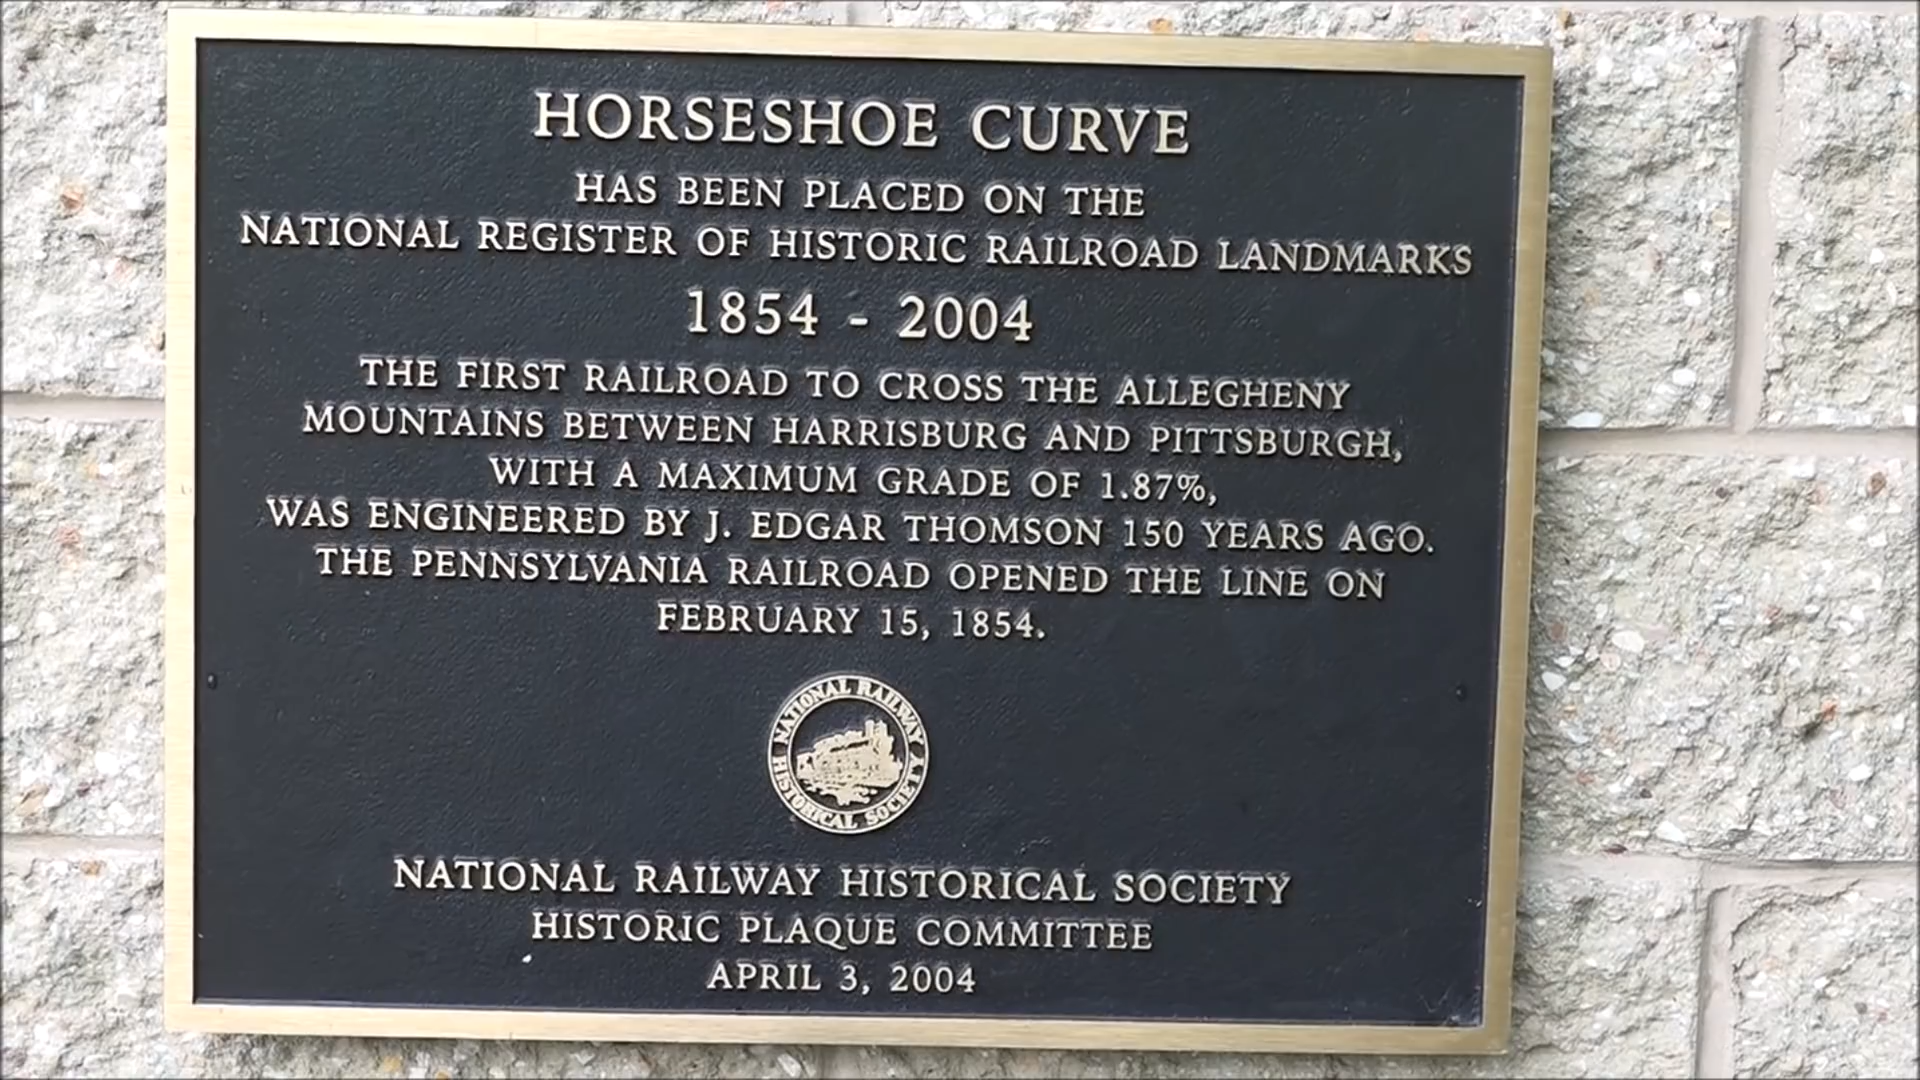 HORSESHOE CURVE
HAS BEEN PLACED ON THE
NATIONAL REGISTER OF HISTORIC RAILROAD LANDMARKS
1854 - 2004
THE FIRST RAILROAD TO CROSS THE ALLEGHENY
MOUNTAINS BETWEEN HARRISBURG AND PITTSBURGH,
WITH A MAXIMUM GRADE OF 1.87%,
WAS ENGINEERED BY J. EDGAR THOMSON 150 YEARS AGO.
THE PENNSYLVANIA RAILROAD OPENED THE LINE ON
FEBRUARY 15, 1854.
NATIONAL RAILWAY
HISTORICAL SOCIETY
NATIONAL RAILWAY HISTORICAL SOCIETY
HISTORIC PLAQUE COMMITTEE
APRIL 3, 2004